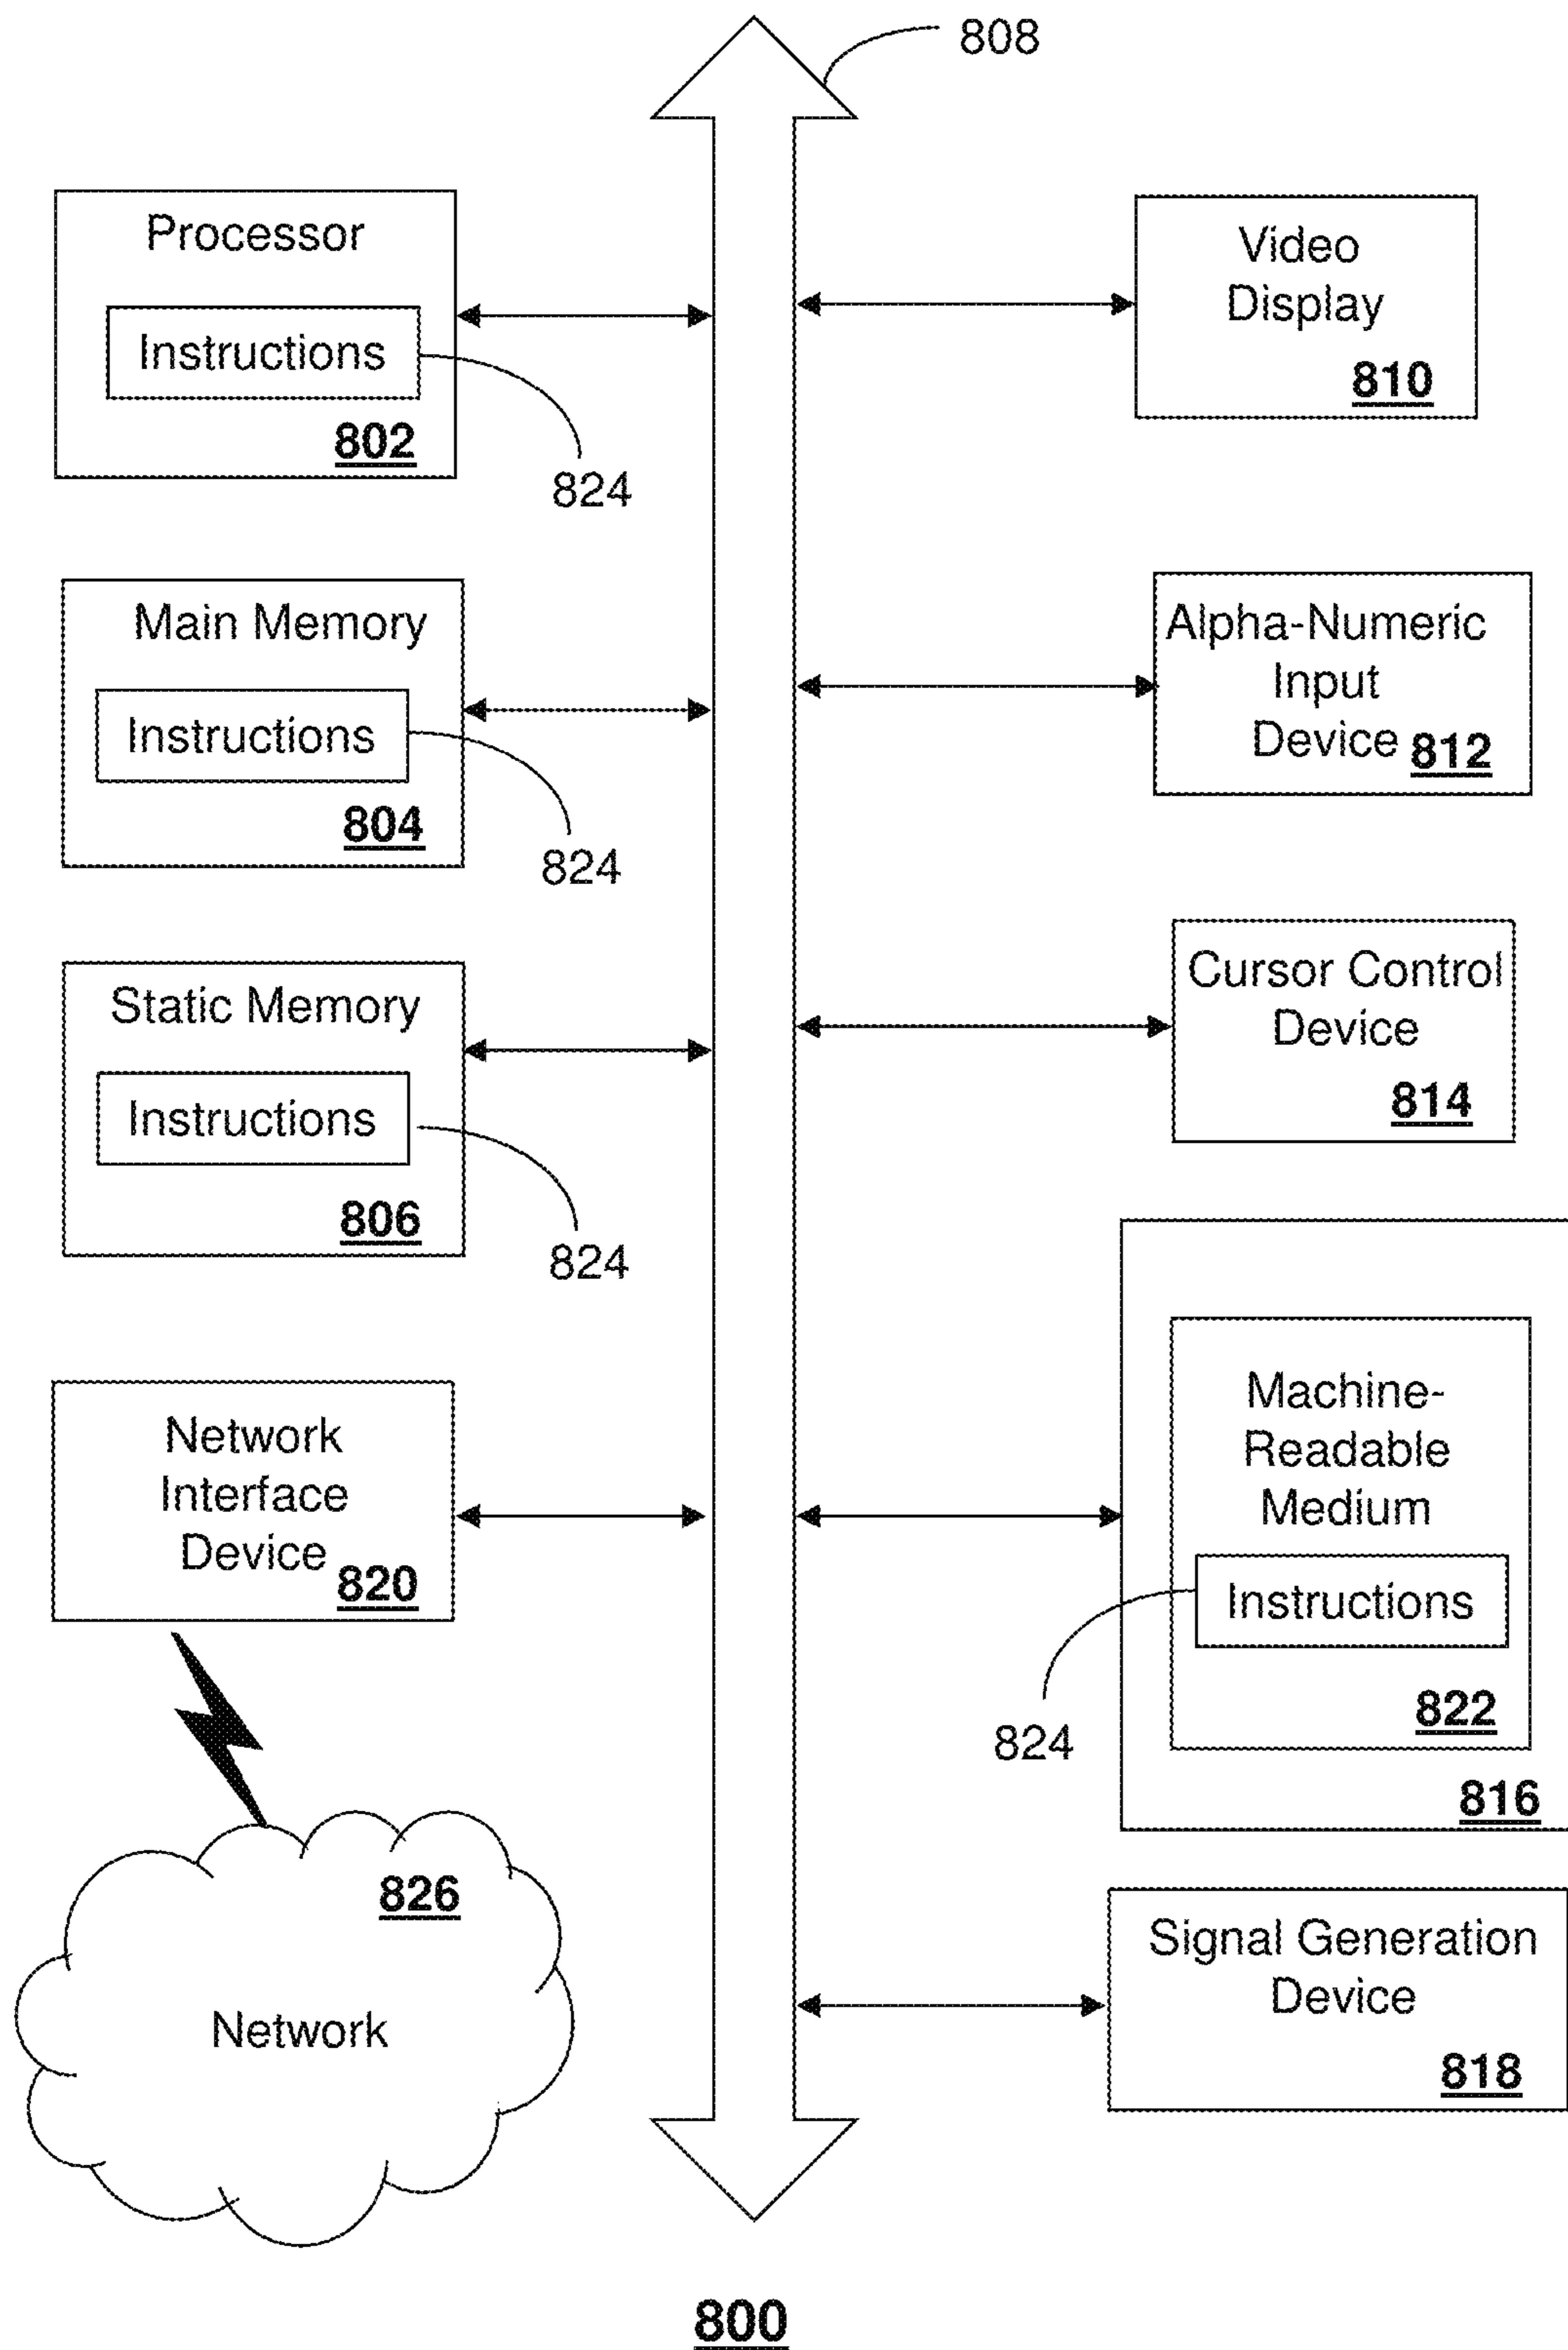 808
Processor
Instructions
802
824
Main Memory
Instructions
804
824
Static Memory
Instructions
806
824
Network
Interface
Device
820
826
Network
Video
Display
810
Alpha-Numeric
Input
Device 812
Cursor Control
Device
814
Machine-
Readable
Medium
Instructions
824
822
816
Signal Generation
Device
818
800